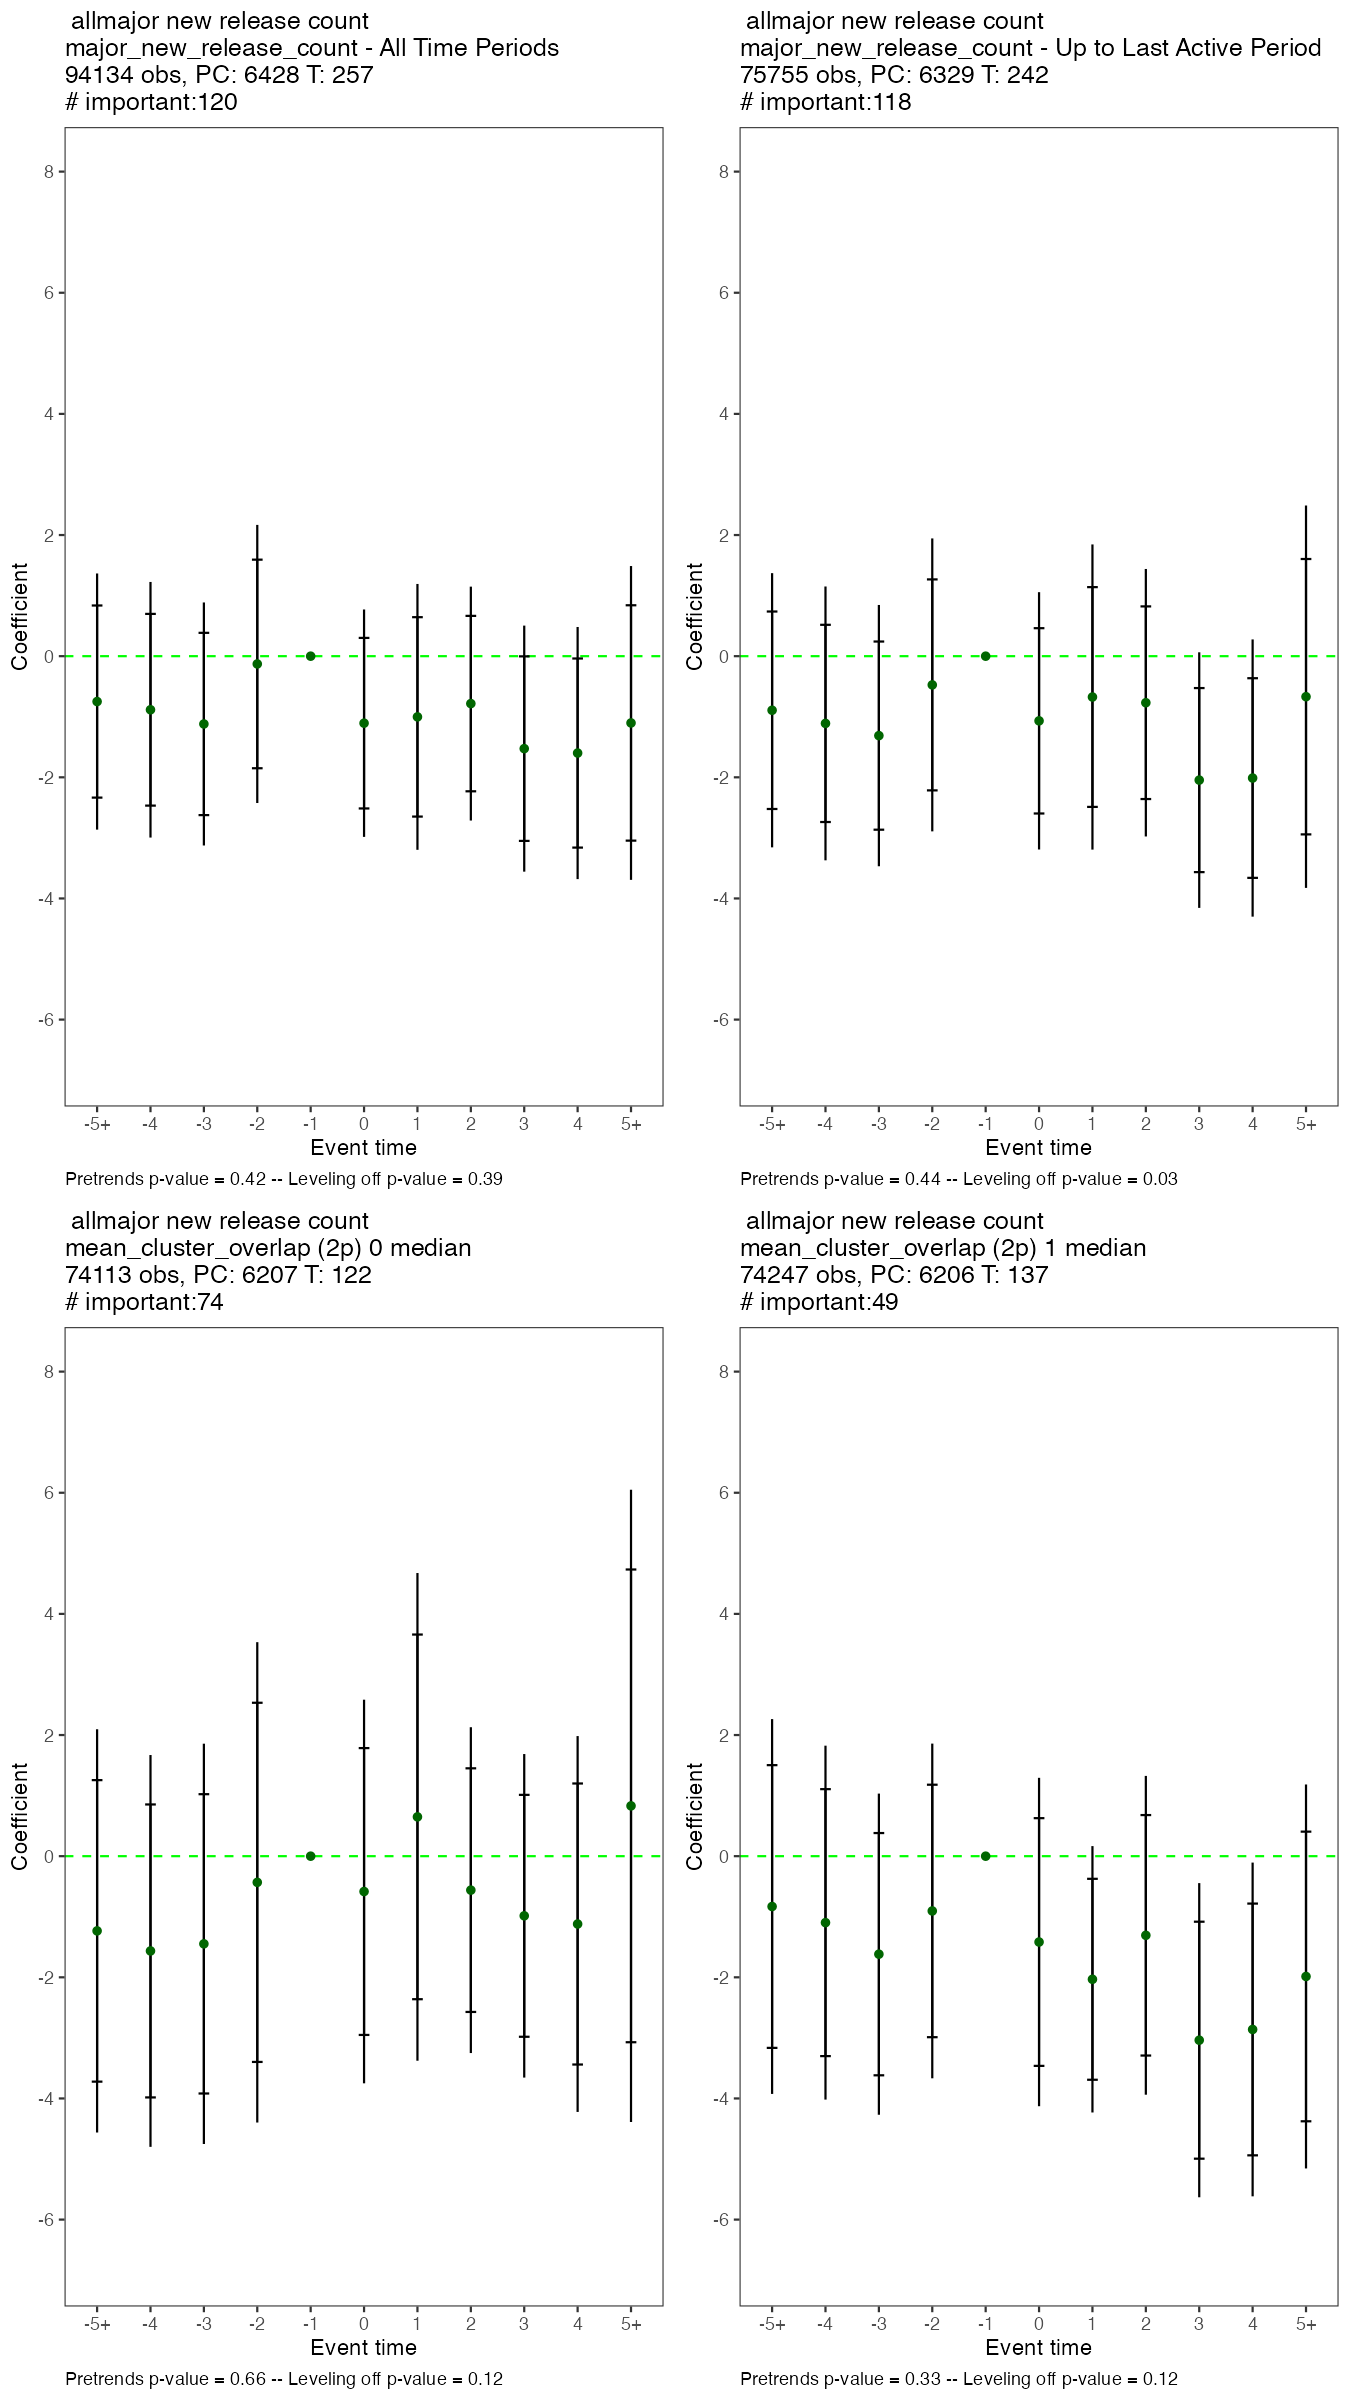 allmajor new release count
major_new_release_count - All Time Periods
94134 obs, PC: 6428 T: 257
# important:120
8
6
4
2
0
-2
-4
-6
Coefficient
-5+ -4 -3 -2 -1 0 1 2 3 4 5+
Event time
Pretrends p-value = 0.42 -- Leveling off p-value = 0.39
allmajor new release count
major_new_release_count - Up to Last Active Period
75755 obs, PC: 6329 T: 242
# important:118
8
6
4
2
0
-2
-4
-6
Coefficient
-5+ -4 -3 -2 -1 0 1 2 3 4 5+
Event time
Pretrends p-value = 0.44 -- Leveling off p-value = 0.03
allmajor new release count
mean_cluster_overlap (2p) 0 median
74113 obs, PC: 6207 T: 122
# important:74
8
6
4
2
0
-2
-4
-6
Coefficient
-5+ -4 -3 -2 -1 0 1 2 3 4 5+
Event time
Pretrends p-value = 0.66 -- Leveling off p-value = 0.12
allmajor new release count
mean_cluster_overlap (2p) 1 median
74247 obs, PC: 6206 T: 137
# important:49
8
6
4
2
0
-2
-4
-6
Coefficient
-5+ -4 -3 -2 -1 0 1 2 3 4 5+
Event time
Pretrends p-value = 0.33 -- Leveling off p-value = 0.12